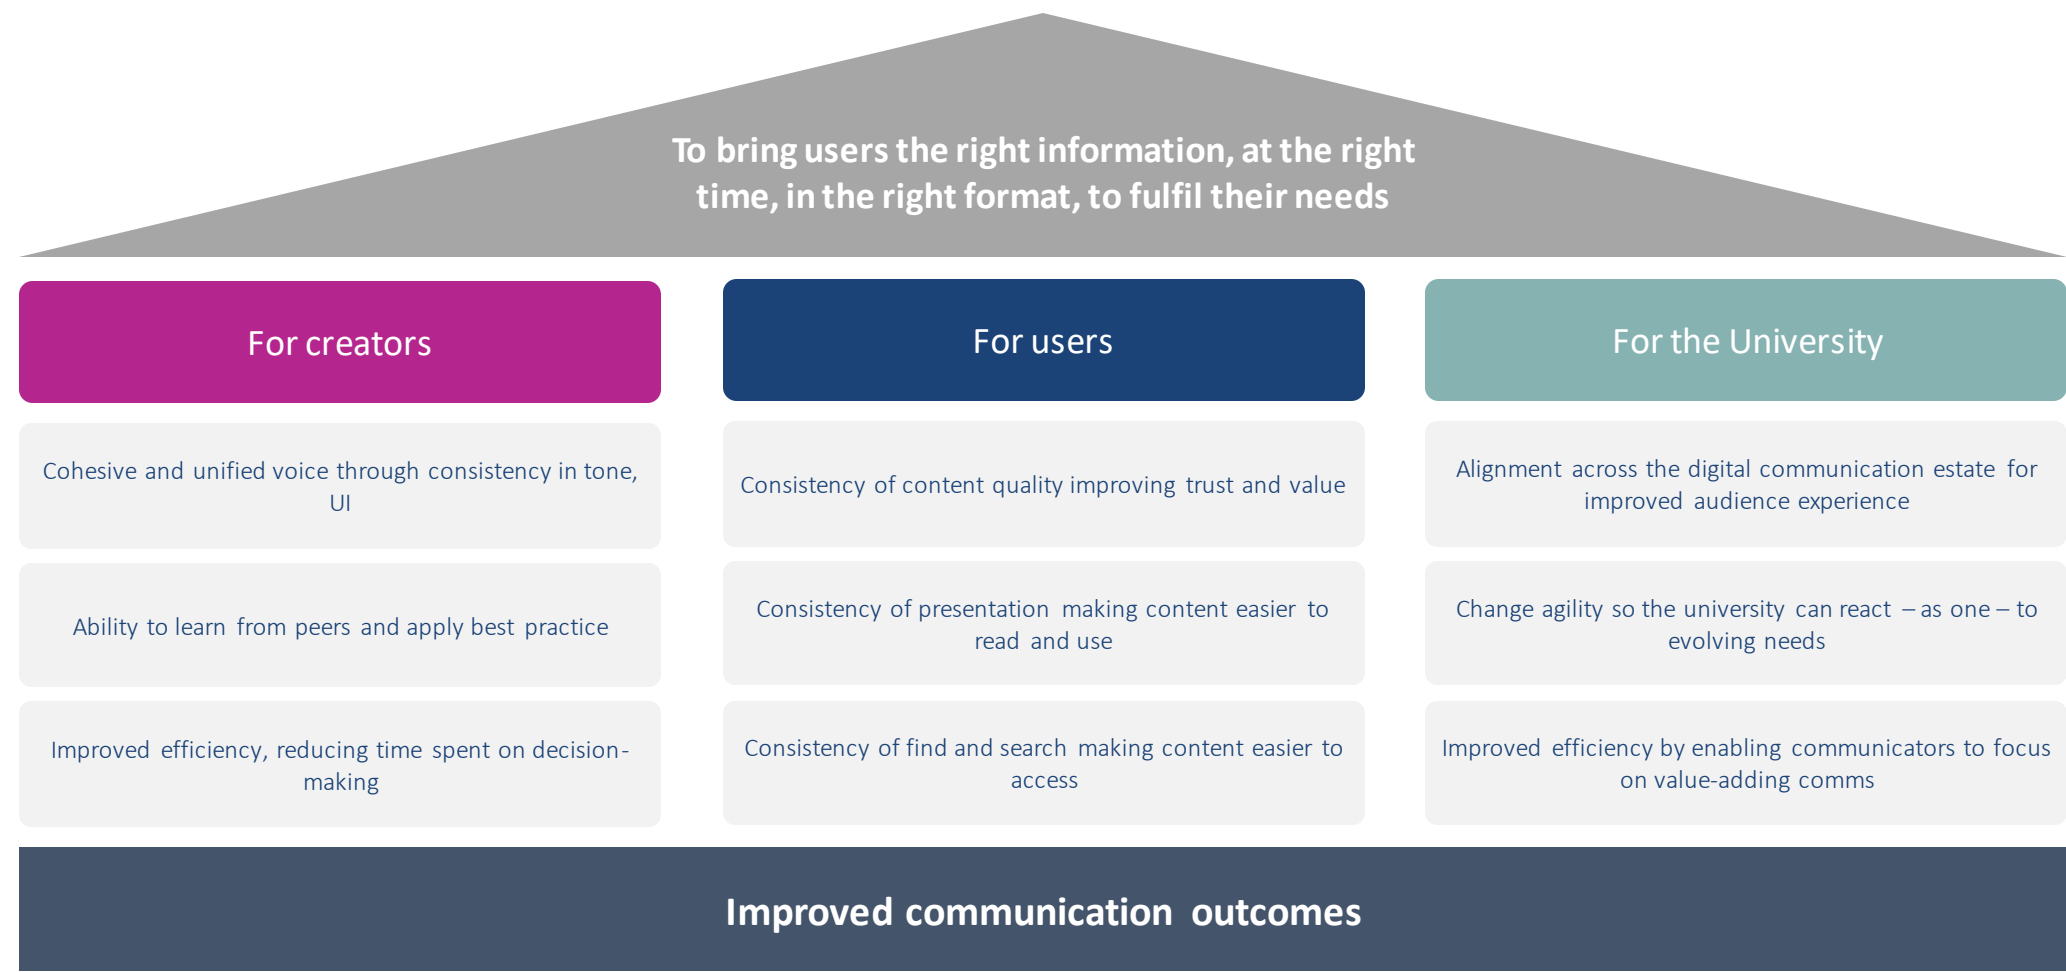 To bring users the right information, at the right
time, in the right format, to fulfil their needs
For creators
Cohesive and unified voice through consistency in tone,
UI
Ability to learn from peers and apply best practice
Improved efficiency, reducing time spent on decision-
making
For users
Consistency of content quality improving trust and value
Consistency of presentation making content easier to
read and use
Consistency of find and search making content easier to
access
For the University
Alignment across the digital communication estate for
improved audience experience
Change agility so the university can react – as one – to
evolving needs
Improved efficiency by enabling communicators to focus
on value-adding comms
Improved communication outcomes